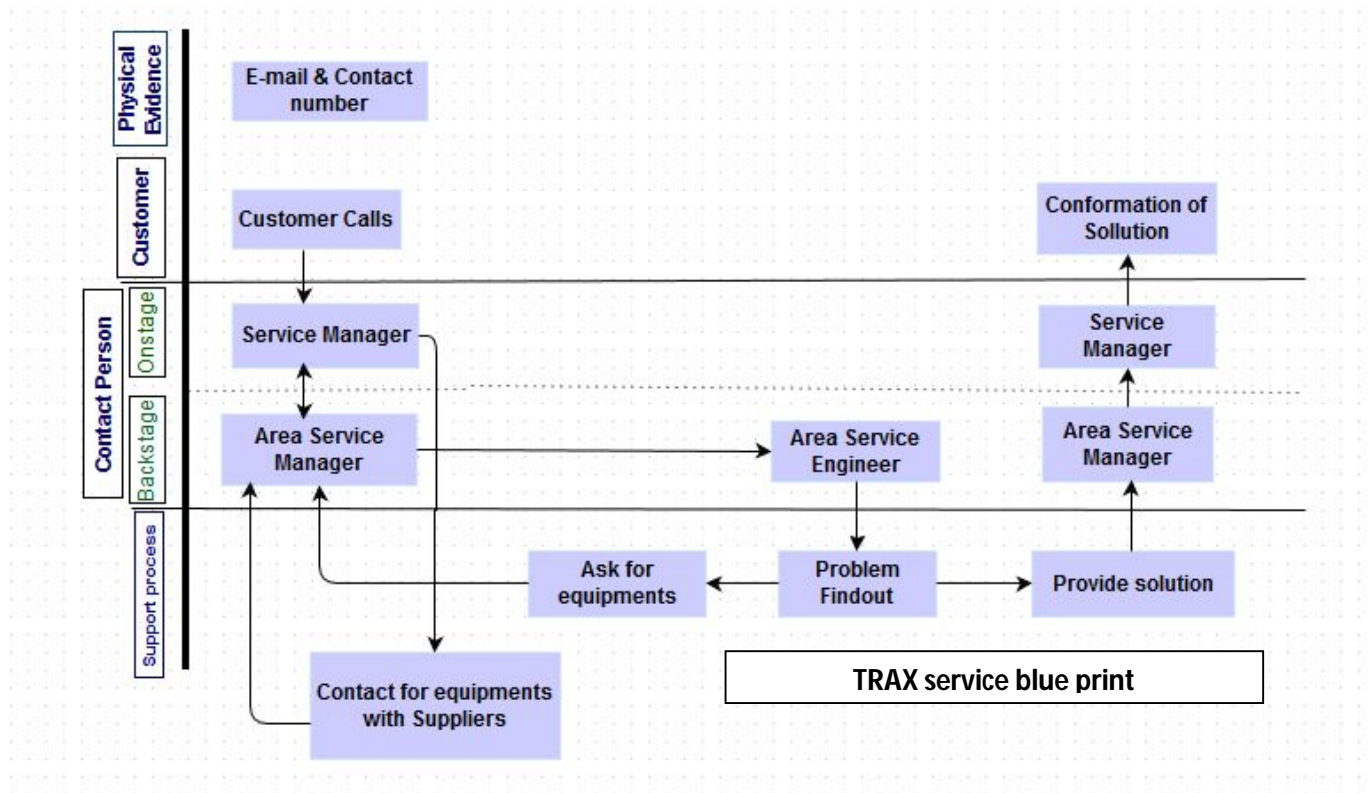 Physical
Evidence
E-mail & Contact
number
Customer
Customer Calls
Conformation of
Sollution
Contact Person
Onstage
Service Manager
Service
Manager
Backstage
Area Service
Manager
Area Service
Engineer
Area Service
Manager
Support process
Ask for
equipments
Problem
Findout
Provide solution
Contact for equipments
with Suppliers
TRAX service blue print